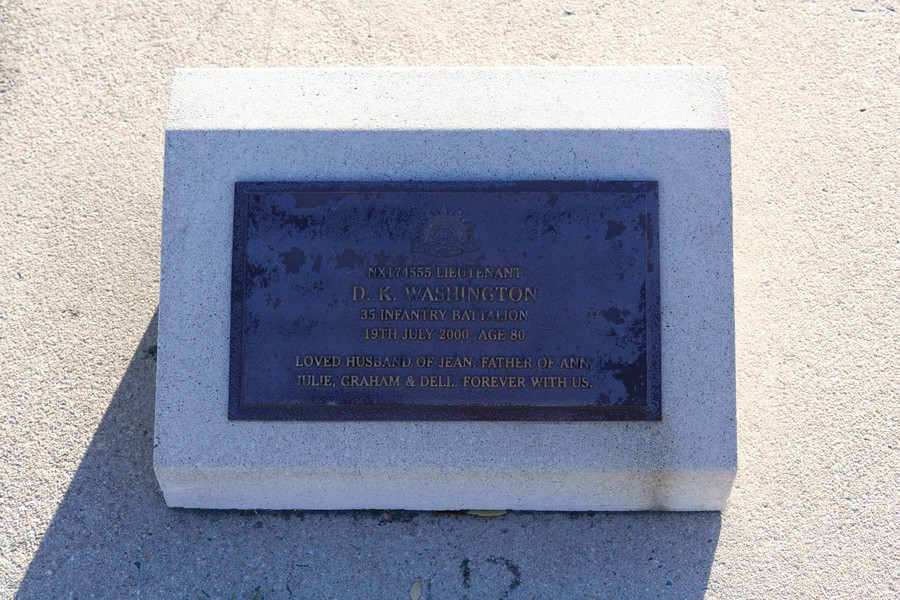 NX174555 LIEUTENANT
D. K. WASHINGTON
35 INFANTRY BATTALION
19TH JULY 2000 AGE 80
LOVED HUSBAND OF JEAN. FATHER OF ANN,
JULIE, GRAHAM & DELL. FOREVER WITH US.